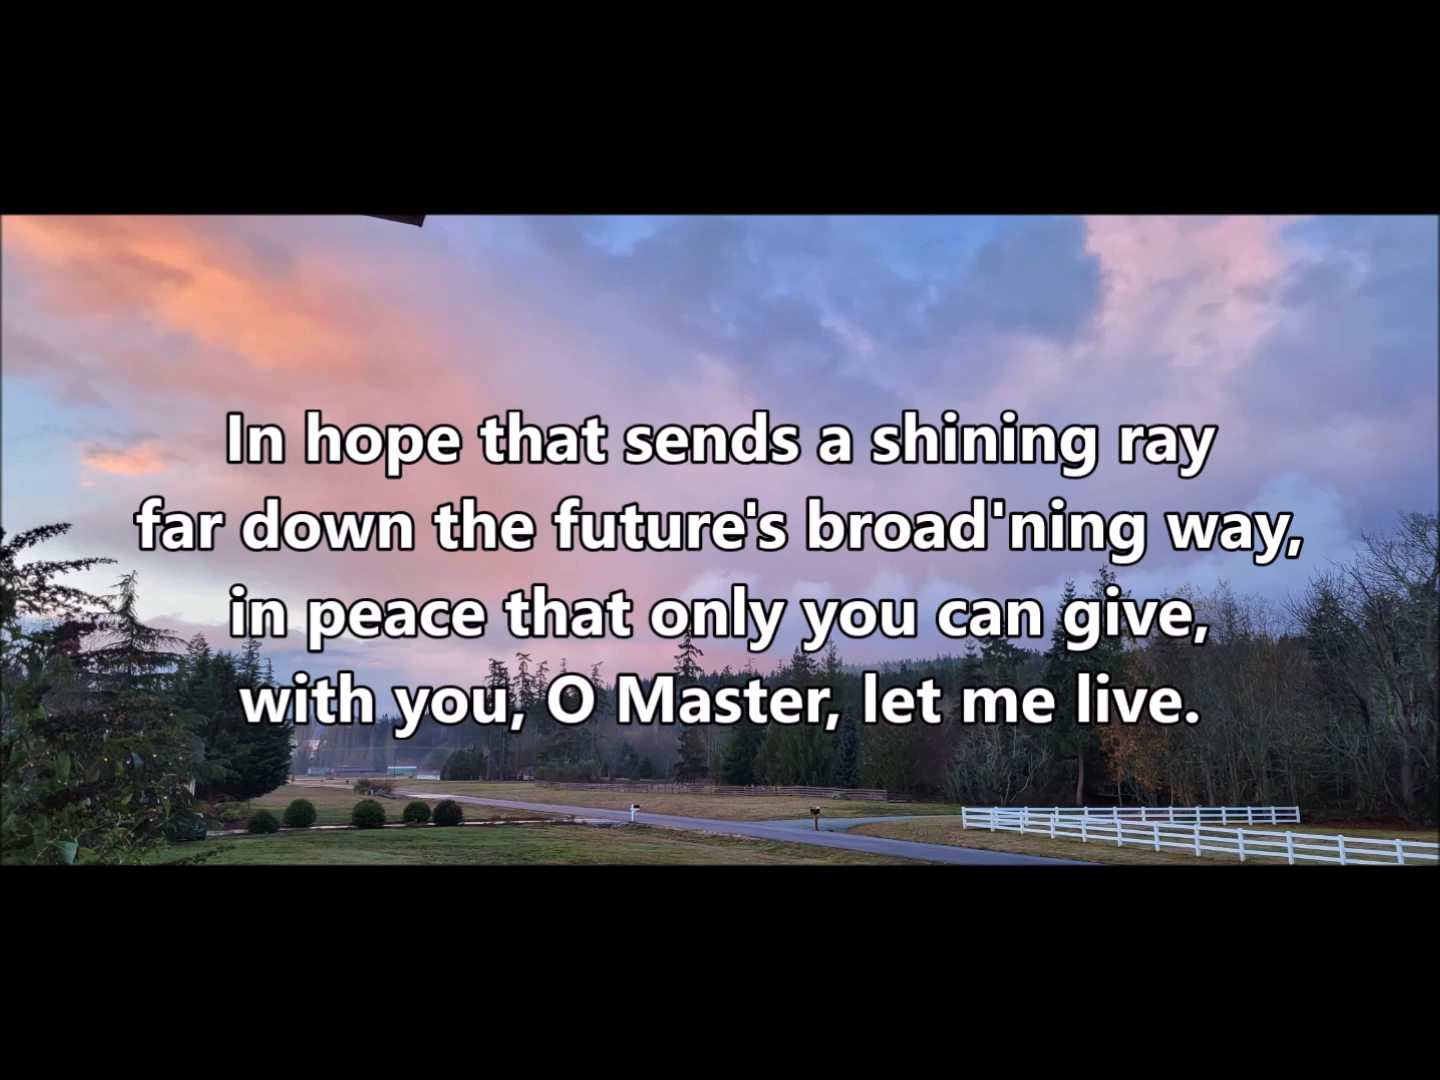 In hope that sends a shining ray
far down the future's broad'ning way,
in peace that only you can give,
with you, O Master, let me live.